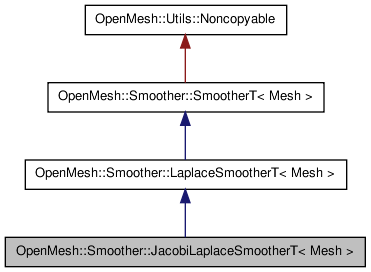 OpenMesh::Utils::Noncopyable
OpenMesh::Smoother::SmootherT< Mesh >
OpenMesh::Smoother::LaplaceSmootherT< Mesh >
OpenMesh::Smoother::JacobiLaplaceSmootherT< Mesh >